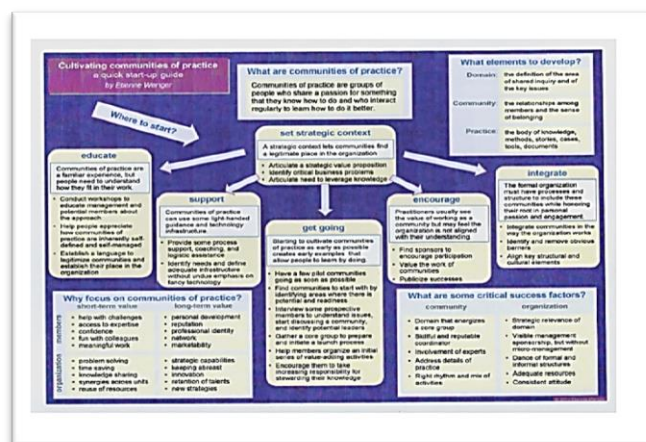 Cultivating communities of practice
a quick start-up guide
by Etienne Wenger
What are communities of practice?
Communities of practice are groups of
people who share a passion for something
that they know how to do and who interact
regularly to learn how to do it better.
What elements to develop?
Domain: the definition of the area
of shared inquiry and of
the key issues
Community: the relationships among
members and the sense
of belonging
Practice: the body of knowledge,
methods, stories, cases,
tools, documents
Where to start?
set strategic context
A strategic context lets communities find
a legitimate place in the organization
• Articulate a strategic value proposition
• Identify critical business problems
• Articulate need to leverage knowledge
educate
Communities of practice are
a familiar experience, but
people need to understand
how they fit in their work
• Conduct workshops to
educate management and
potential members about
the approach
• Help people appreciate
how communities of
practice are inherently self-
defined and self-managed
• Establish a language to
legitimize communities and
establish their place in the
organization
support
Communities of practice
can use some light-handed
guidance and technology
infrastructure.
• Provide some process
support, coaching, and
logistic assistance
• Identify needs and define
adequate infrastructure
without undue emphasis on
fancy technology
get going
Starting to cultivate communities
of practice as early as possible
creates early examples that
allow people to learn by doing
• Have a few pilot communities
going as soon as possible
• Find communities to start with by
identifying areas where there is
potential and readiness
• Interview some prospective
members to understand issues,
start discussing a community,
and identify potential leaders
• Gather a core group to prepare
and initiate a launch process
• Help members organize an initial
series of value-adding activities
• Encourage them to take
increasing responsibility for
stewarding their knowledge
encourage
Practitioners usually see the
value of working as a
community but may feel the
organization is not aligned
with their understanding
• Find sponsors to
encourage participation
• Value the work of
communities
• Publicize successes
integrate
The formal organization
must have processes and
structure to include these
communities while honoring
their root in personal
passion and engagement
• Integrate communities in the
way the organization works
• Identify and remove obvious
barriers
• Align key structural and
cultural elements
Why focus on communities of practice?
short-term value long-term value
members
• help with challenges
• access to expertise
• confidence
• fun with colleagues
• meaningful work
• personal development
• reputation
• professional identity
• network
• marketability
organization
• problem solving
• time saving
• knowledge sharing
• synergies across units
• reuse of resources
• strategic capabilities
• keeping abreast
• innovation
• retention of talents
• new strategies
What are some critical success factors?
community organization
• Domain that energizes
a core group
• Skillful and reputable
coordinator
• Involvement of experts
• Address details of
practice
• Right rhythm and mix of
activities
• Strategic relevance of
domain
• Visible management
sponsorship, but without
micro-management
• Dance of formal and
informal structures
• Adequate resources
• Consistent attitude